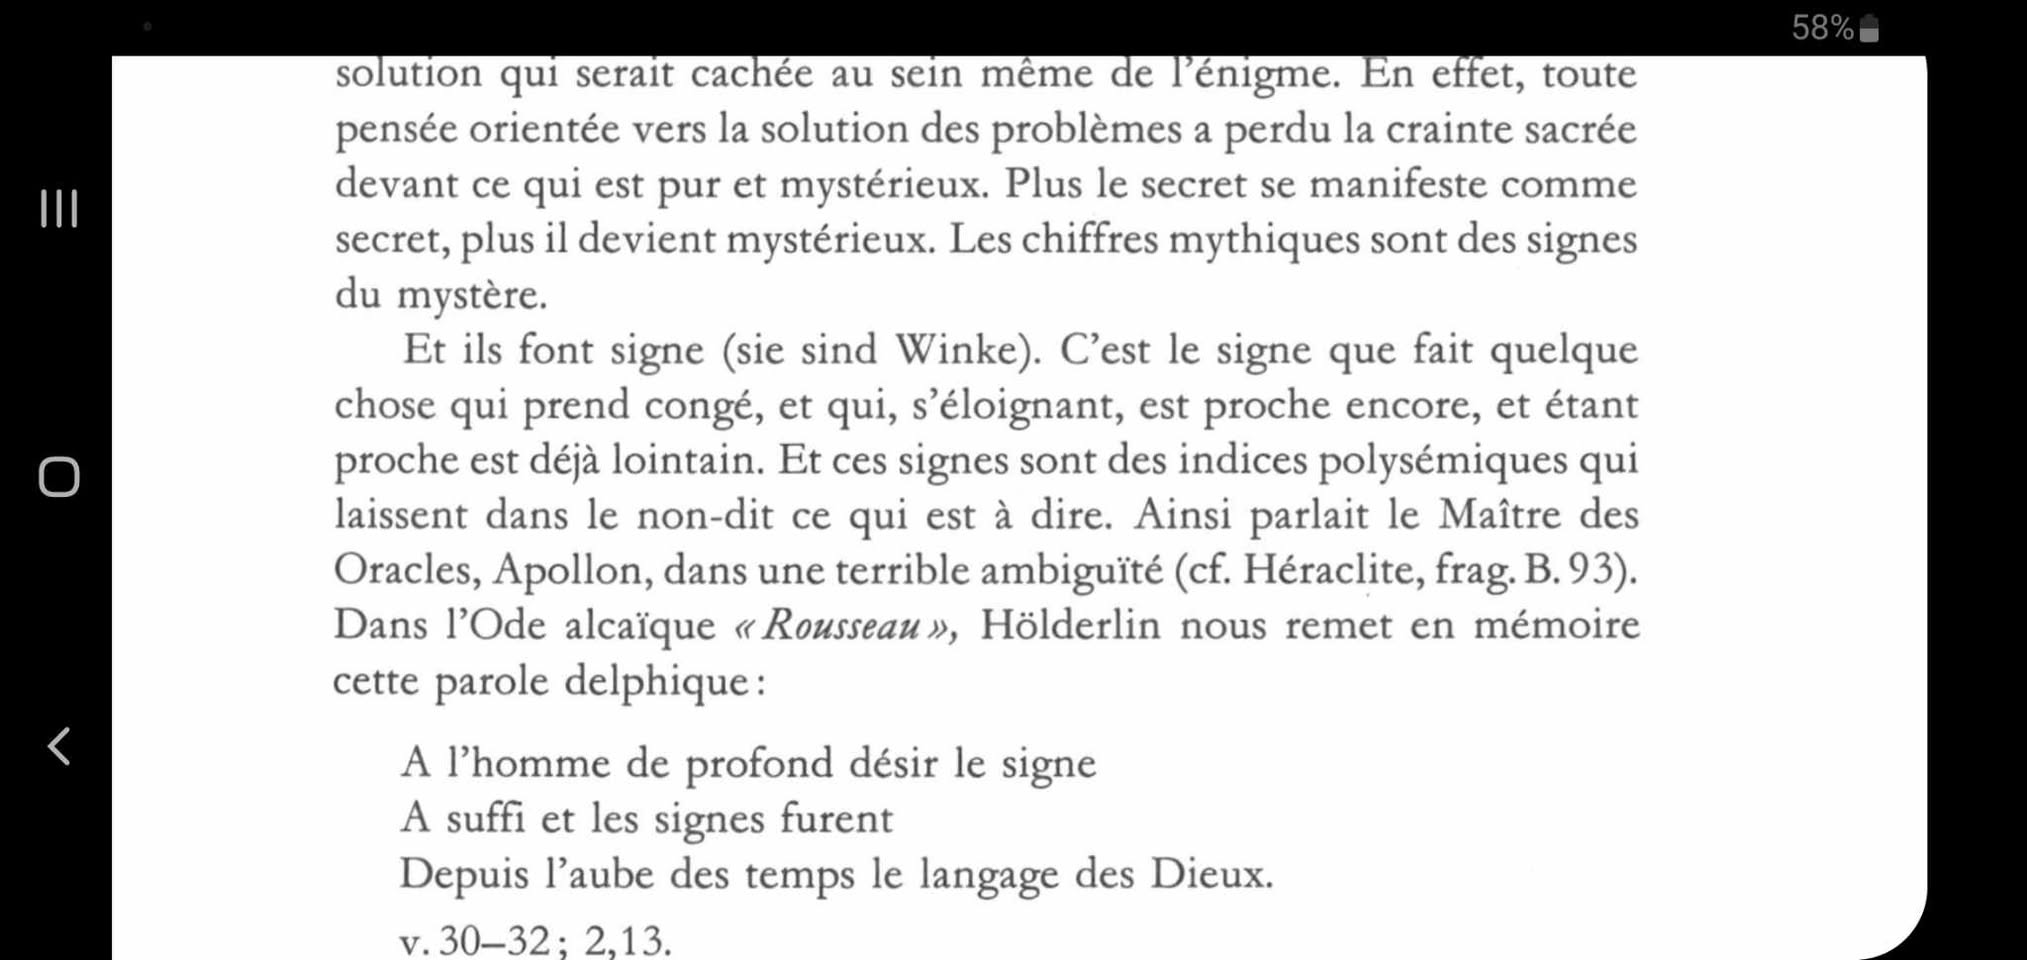 58%
solution qui serait cachée au sein même de l’énigme. En effet, toute
pensée orientée vers la solution des problèmes a perdu la crainte sacrée
devant ce qui est pur et mystérieux. Plus le secret se manifeste comme
secret, plus il devient mystérieux. Les chiffres mythiques sont des signes
du mystère.
Et ils font signe (sie sind Winke). C’est le signe que fait quelque
chose qui prend congé, et qui, s’éloignant, est proche encore, et étant
proche est déjà lointain. Et ces signes sont des indices polysémiques qui
laissent dans le non-dit ce qui est à dire. Ainsi parlait le Maître des
Oracles, Apollon, dans une terrible ambiguïté (cf. Héraclite, frag. B. 93).
Dans l’Ode alcaïque « Rousseau », Hölderlin nous remet en mémoire
cette parole delphique :
A l’homme de profond désir le signe
A suffi et les signes furent
Depuis l’aube des temps le langage des Dieux.
v. 30–32 ; 2,13.